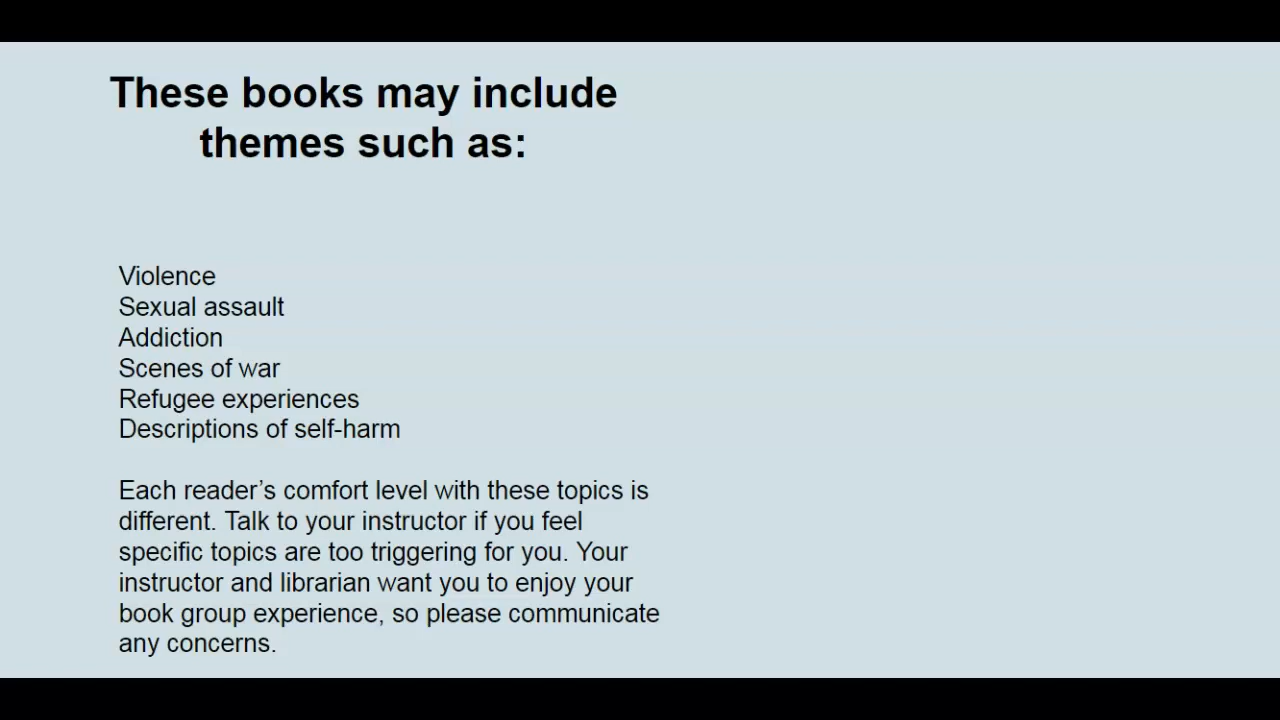 These books may include
themes such as:
Violence
Sexual assault
Addiction
Scenes of war
Refugee experiences
Descriptions of self-harm
Each reader’s comfort level with these topics is
different. Talk to your instructor if you feel
specific topics are too triggering for you. Your
instructor and librarian want you to enjoy your
book group experience, so please communicate
any concerns.